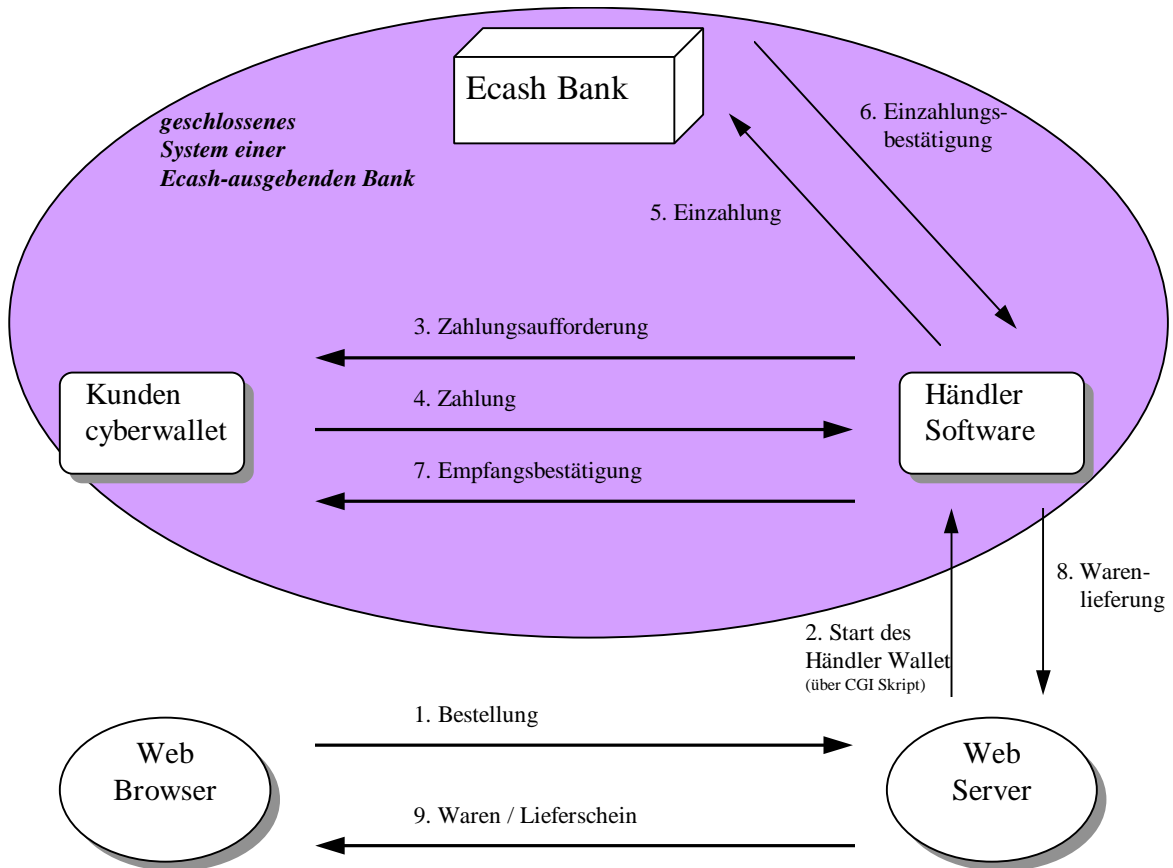 Ecash Bank
geschlossenes
System einer
Ecash-ausgebenden Bank
6. Einzahlungs-
bestätigung
5. Einzahlung
3. Zahlungsaufforderung
Kunden
cyberwallet
4. Zahlung
Händler
Software
7. Empfangsbestätigung
8. Waren-
lieferung
2. Start des
Händler Wallet
(über CGI Skript)
1. Bestellung
Web
Browser
Web
Server
9. Waren / Lieferschein